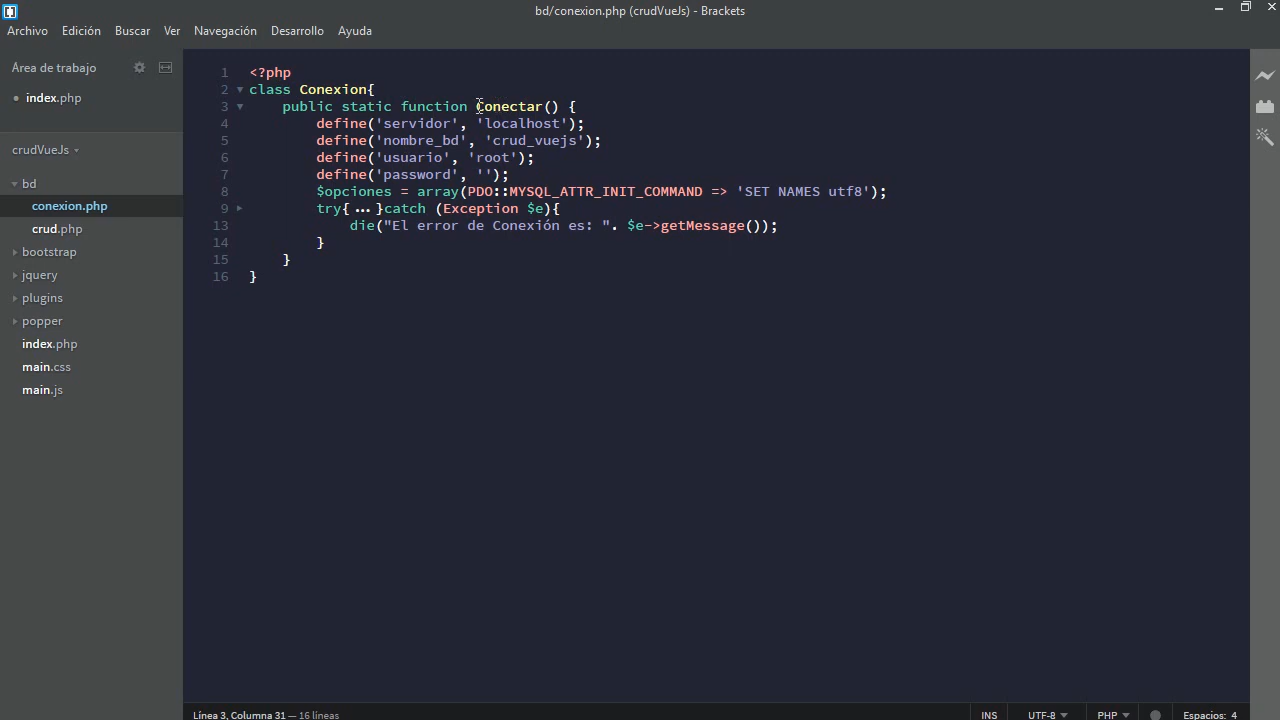 bd/conexion.php (crudVueJs) - Brackets
Archivo Edición Buscar Ver Navegación Desarrollo Ayuda
Área de trabajo
index.php
crudVueJs
bd
conexion.php
crud.php
bootstrap
jquery
plugins
popper
index.php
main.css
main.js
1 <?php
2 class Conexion{
3 public static function Conectar() {
4 define('servidor', 'localhost');
5 define('nombre_bd', 'crud_vuejs');
6 define('usuario', 'root');
7 define('password', '');
8 $opciones = array(PDO::MYSQL_ATTR_INIT_COMMAND => 'SET NAMES utf8');
9 try{...}catch (Exception $e){
13 die("El error de Conexión es: ". $e->getMessage());
14 }
15 }
16 }
Línea 3, Columna 31 — 16 líneas INS UTF-8 PHP Espacios: 4